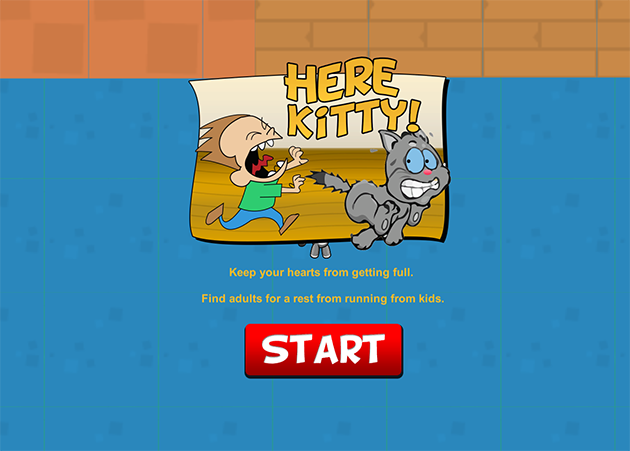 HERE
KiTTY!
Keep your hearts from getting full.
Find adults for a rest from running from kids.
START